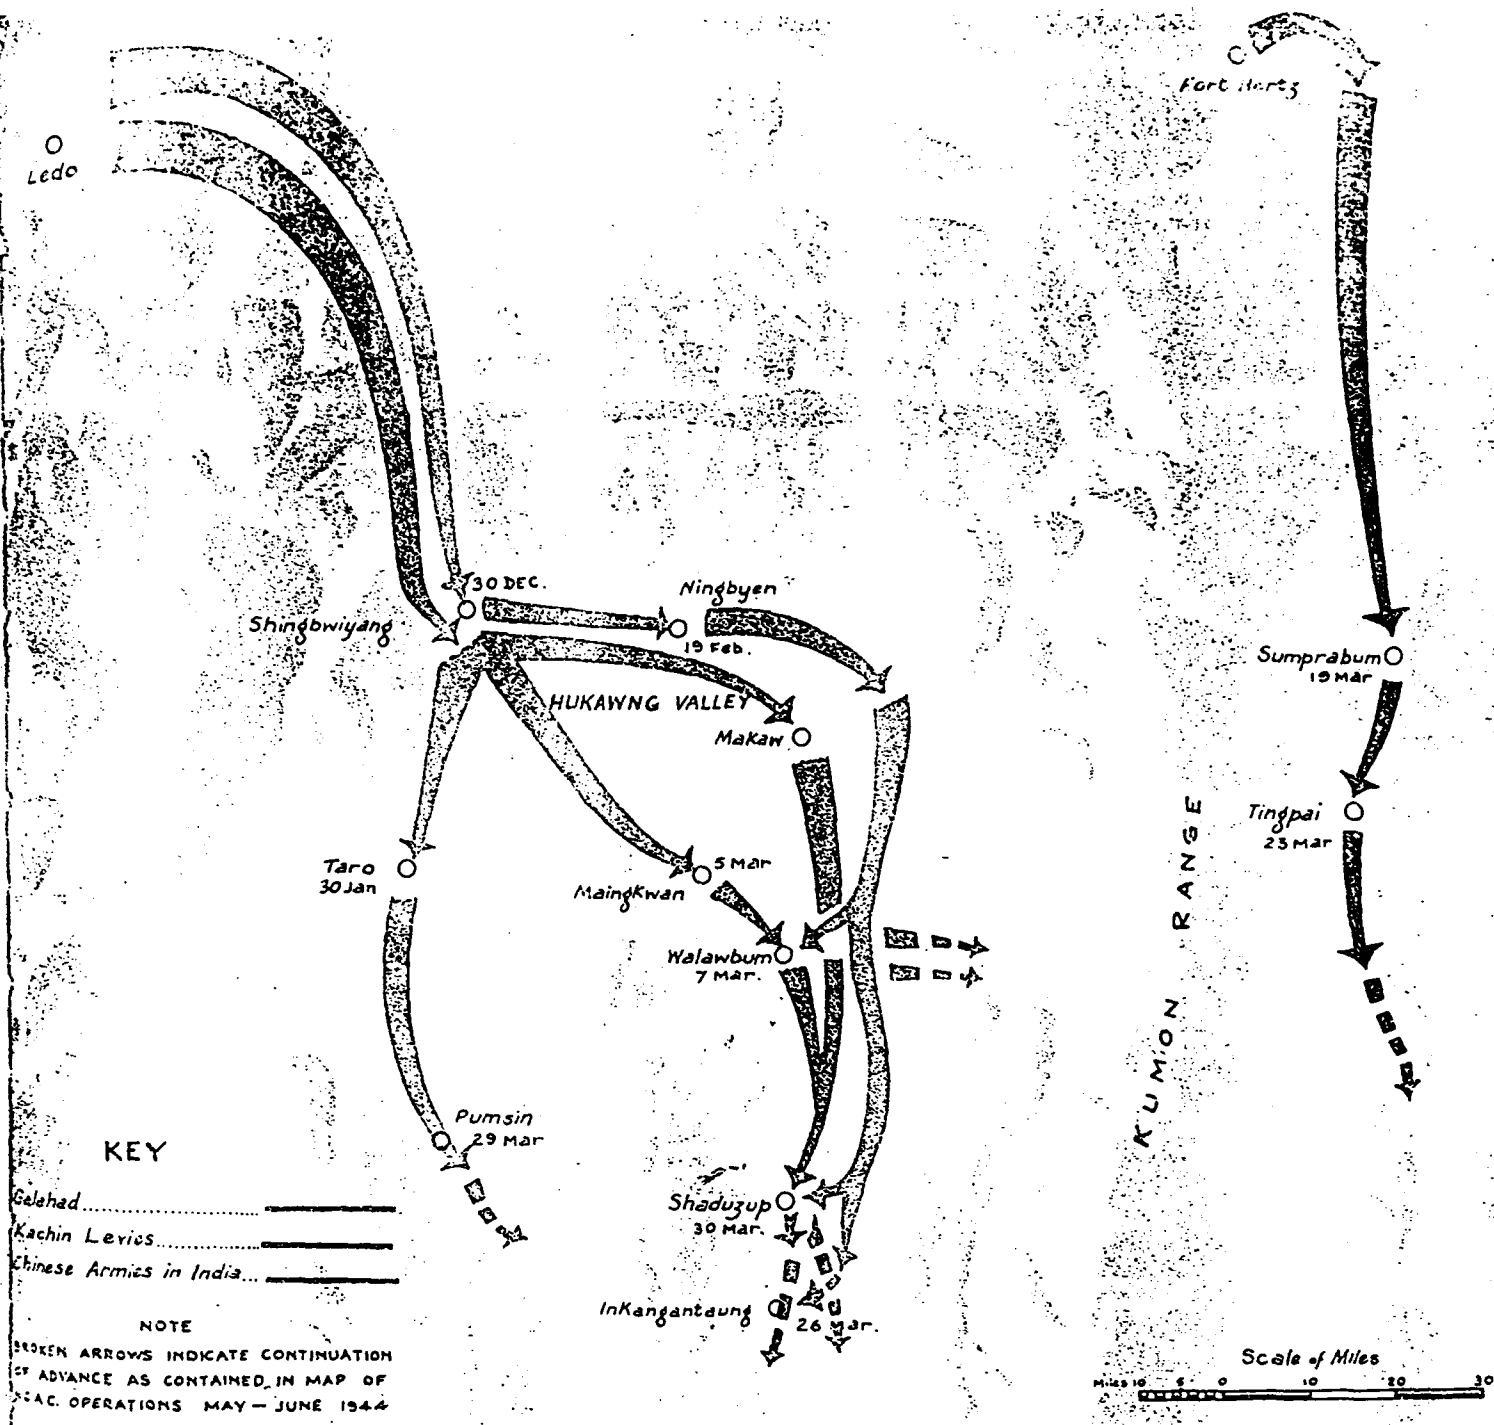 Fort Hertz
Ledo
30 DEC.
Shingbwiyang
Ningbyen
19 Feb.
HUKAWNG VALLEY
Sumprabum
19 Mar
Makaw
Tingpai
23 Mar
KUMION RANGE
Taro
30 Jan
5 Mar
MaingKwan
Walawbum
7 Mar.
Pumsin
29 Mar
Shaduzup
30 Mar.
InKangantaung
26 Mar.
KEY
Galahad
Kachin Levies
Chinese Armies in India...
NOTE
BROKEN ARROWS INDICATE CONTINUATION
OF ADVANCE AS CONTAINED IN MAP OF
OPERATIONS MAY — JUNE 1944
Scale of Miles
Miles 10 5 0 10 20 30